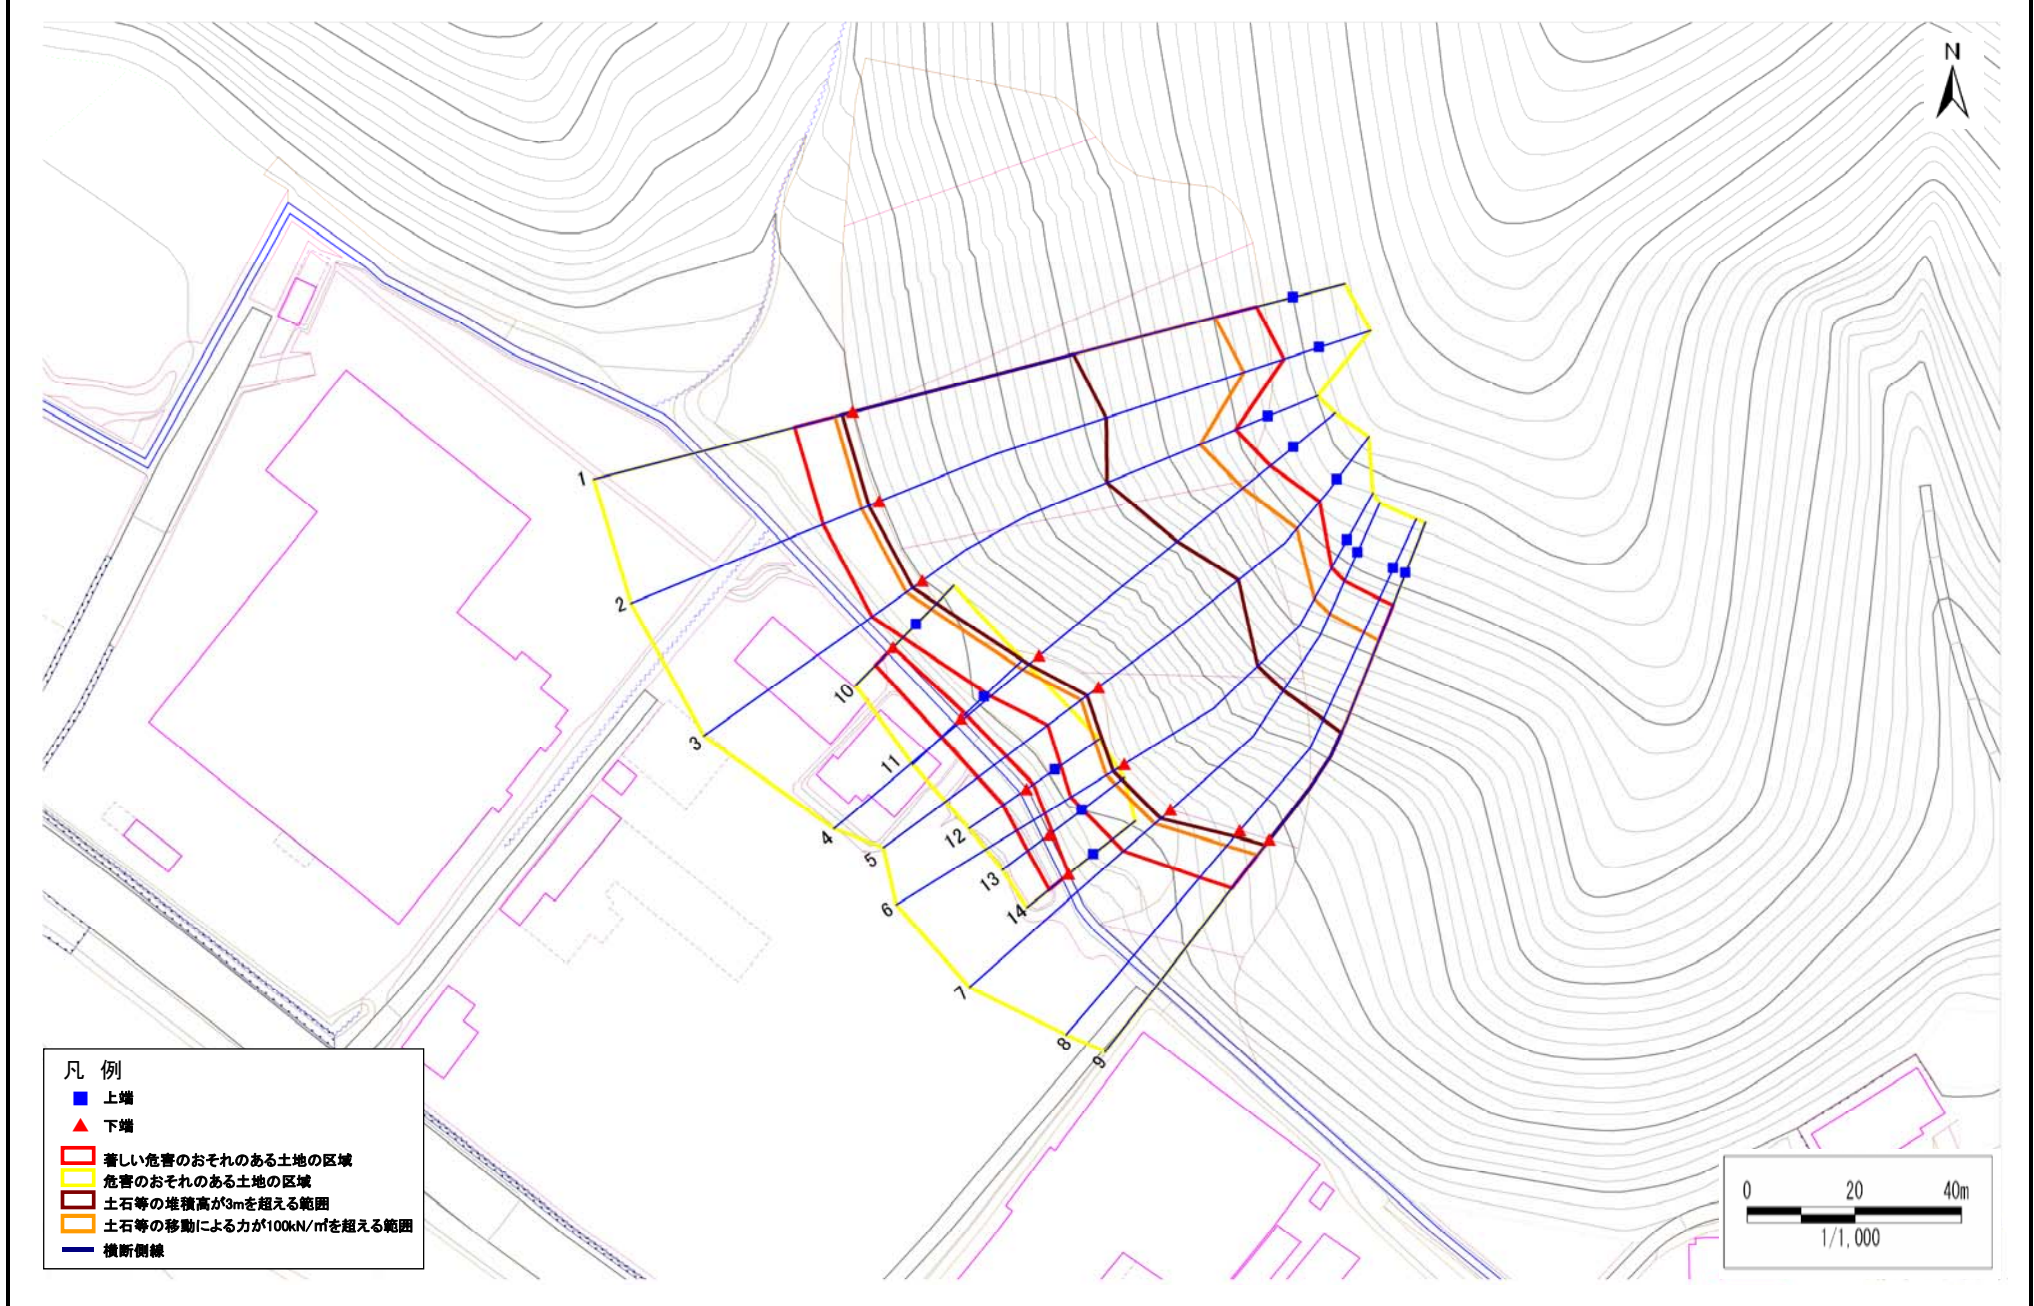 N
1
2
3
10
11
4
5
12
13
6
14
7
8
9
凡 例
上端
下端
著しい危害のおそれのある土地の区域
危害のおそれのある土地の区域
土石等の堆積高が3mを超える範囲
土石等の移動による力が100kN/㎡を超える範囲
横断側線
0 20 40m
1/1,000